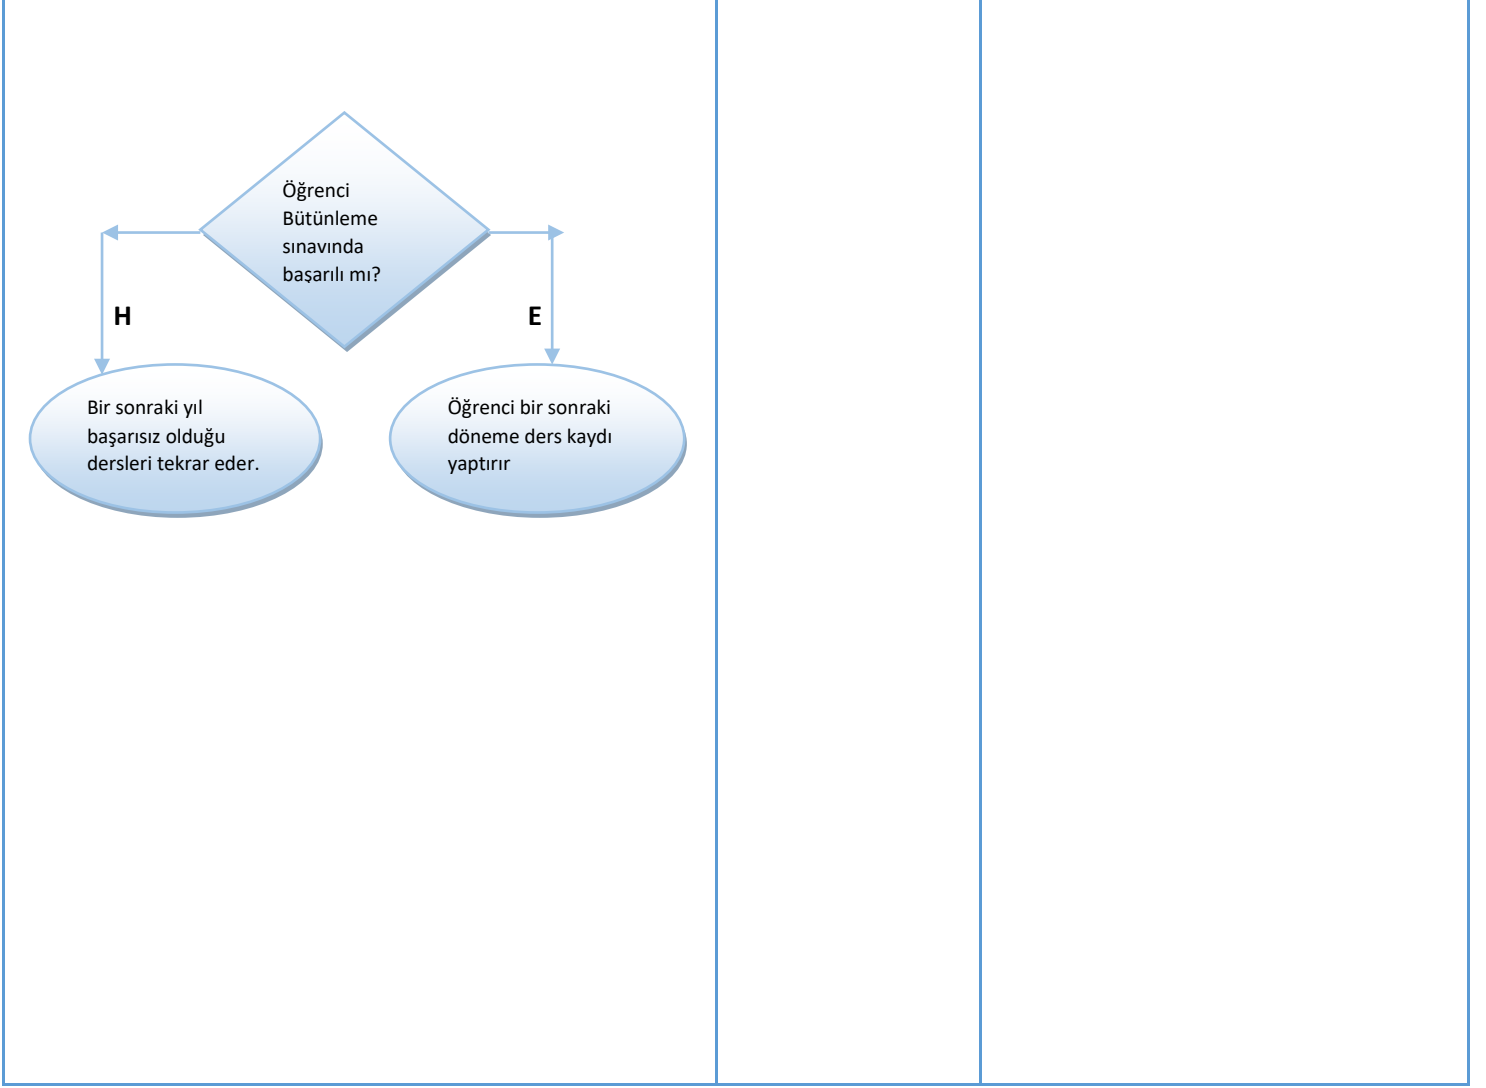 Öğrenci
Bütünleme
sınavında
başarılı mı?
H
E
Bir sonraki yıl
başarısız olduğu
dersleri tekrar eder.
Öğrenci bir sonraki
döneme ders kaydı
yaptırır